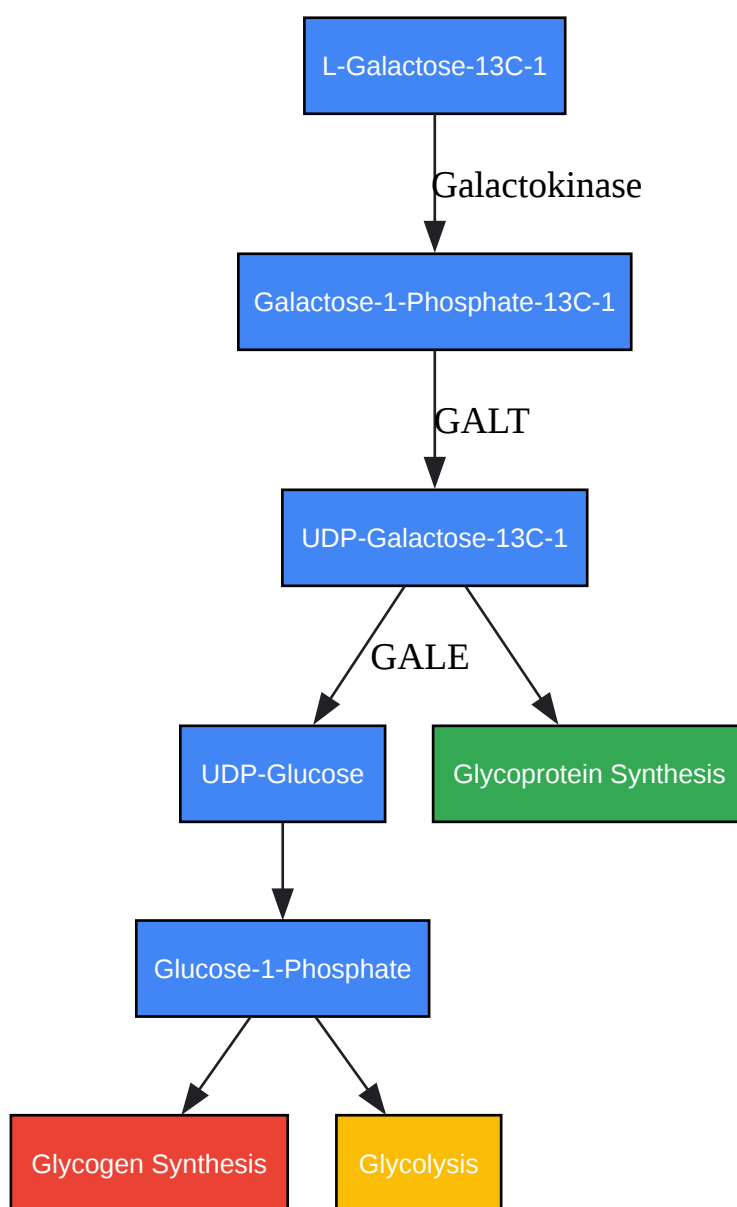 L-Galactose-13C-1
Galactokinase
Galactose-1-Phosphate-13C-1
GALT
UDP-Galactose-13C-1
GALE
UDP-Glucose
Glycoprotein Synthesis
Glucose-1-Phosphate
Glycogen Synthesis
Glycolysis